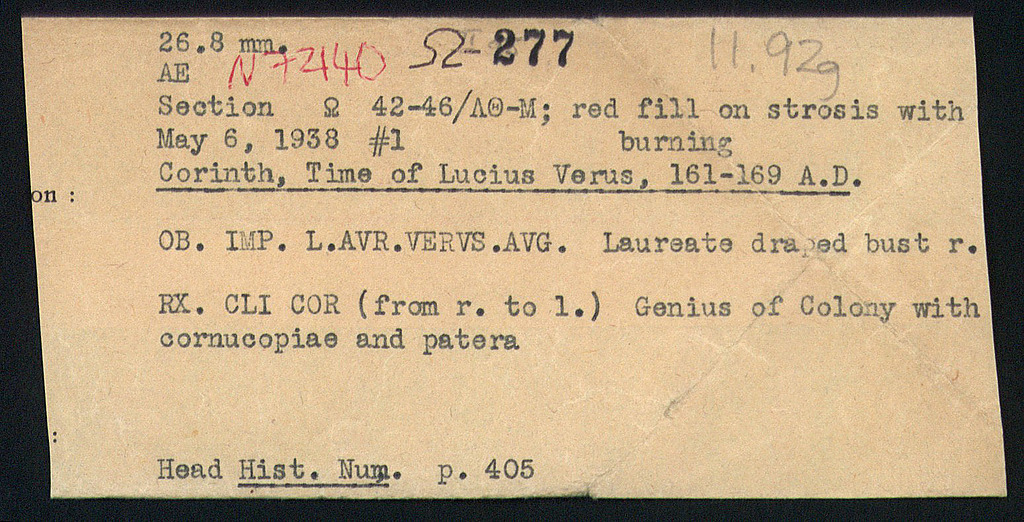 26.8 mm.
AE N72440 Ω-277 11.92g
Section Ω 42-46/ΛΘ-M; red fill on strosis with
May 6, 1938 #1 burning
Corinth, Time of Lucius Verus, 161-169 A.D.
on :
OB. IMP. L.AVR.VERVS.AVG. Laureate draped bust r.
RX. CLI COR (from r. to l.) Genius of Colony with
cornucopiae and patera
:
Head Hist. Num. p. 405